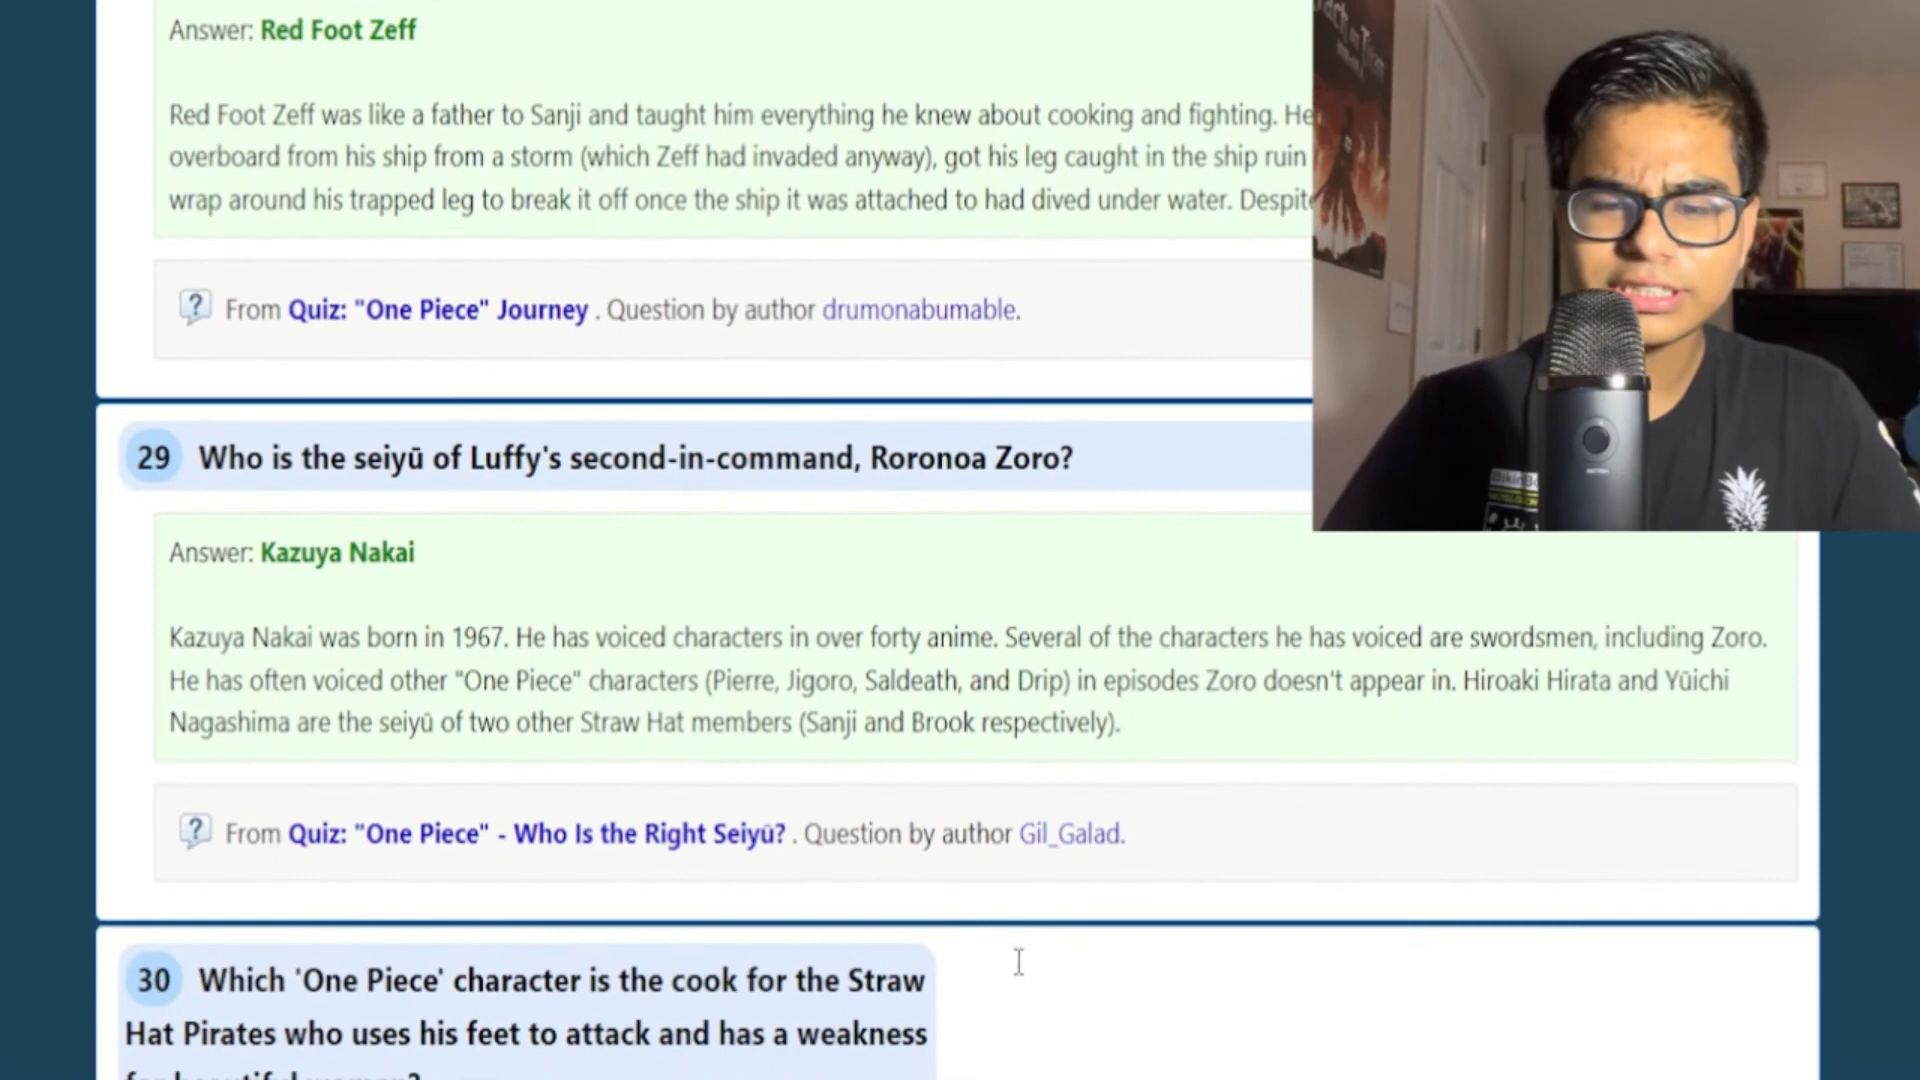 Answer: Red Foot Zeff
Red Foot Zeff was like a father to Sanji and taught him everything he knew about cooking and fighting. He
overboard from his ship from a storm (which Zeff had invaded anyway), got his leg caught in the ship ruin
wrap around his trapped leg to break it off once the ship it was attached to had dived under water. Despite
From Quiz: "One Piece" Journey . Question by author drumonabumable.
29 Who is the seiyū of Luffy's second-in-command, Roronoa Zoro?
Answer: Kazuya Nakai
Kazuya Nakai was born in 1967. He has voiced characters in over forty anime. Several of the characters he has voiced are swordsmen, including Zoro.
He has often voiced other "One Piece" characters (Pierre, Jigoro, Saldeath, and Drip) in episodes Zoro doesn't appear in. Hiroaki Hirata and Yūichi
Nagashima are the seiyū of two other Straw Hat members (Sanji and Brook respectively).
From Quiz: "One Piece" - Who Is the Right Seiyū? . Question by author Gil_Galad.
30 Which 'One Piece' character is the cook for the Straw
Hat Pirates who uses his feet to attack and has a weakness
for beautiful women?